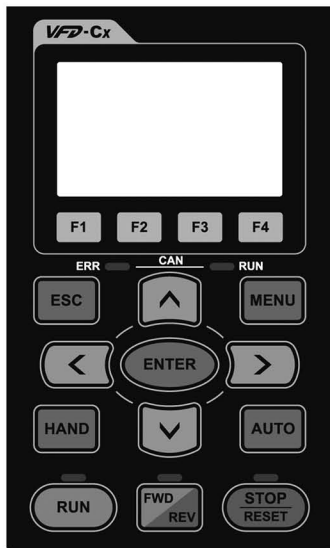 VFD-Cx
F1 F2 F3 F4
ERR CAN RUN
ESC MENU
ENTER
HAND AUTO
RUN FWD REV STOP RESET